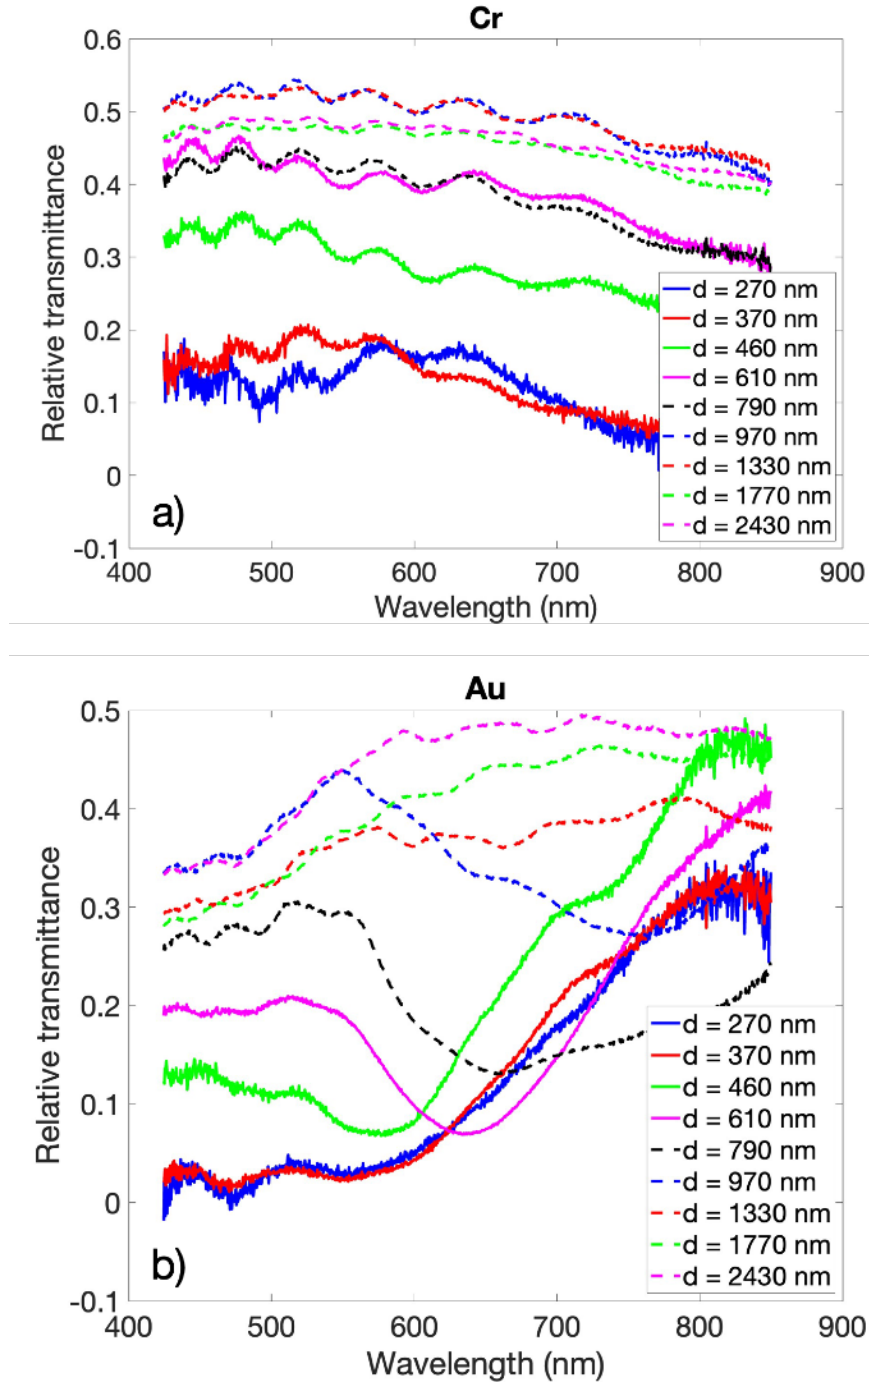 Cr
0.6
0.5
0.4
0.3
0.2
0.1
0
-0.1
Relative transmittance
400 500 600 700 800 900
Wavelength (nm)
a)
d = 270 nm
d = 370 nm
d = 460 nm
d = 610 nm
d = 790 nm
d = 970 nm
d = 1330 nm
d = 1770 nm
d = 2430 nm
Au
0.5
0.4
0.3
0.2
0.1
0
-0.1
Relative transmittance
400 500 600 700 800 900
Wavelength (nm)
b)
d = 270 nm
d = 370 nm
d = 460 nm
d = 610 nm
d = 790 nm
d = 970 nm
d = 1330 nm
d = 1770 nm
d = 2430 nm